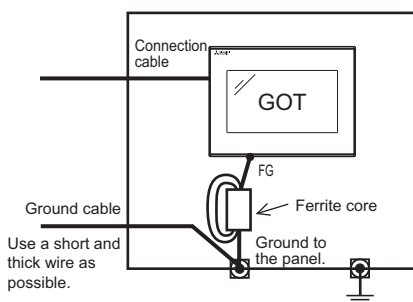 Connection
cable
GOT
FG
Ferrite core
Ground cable
Use a short and
thick wire as
possible.
Ground to
the panel.